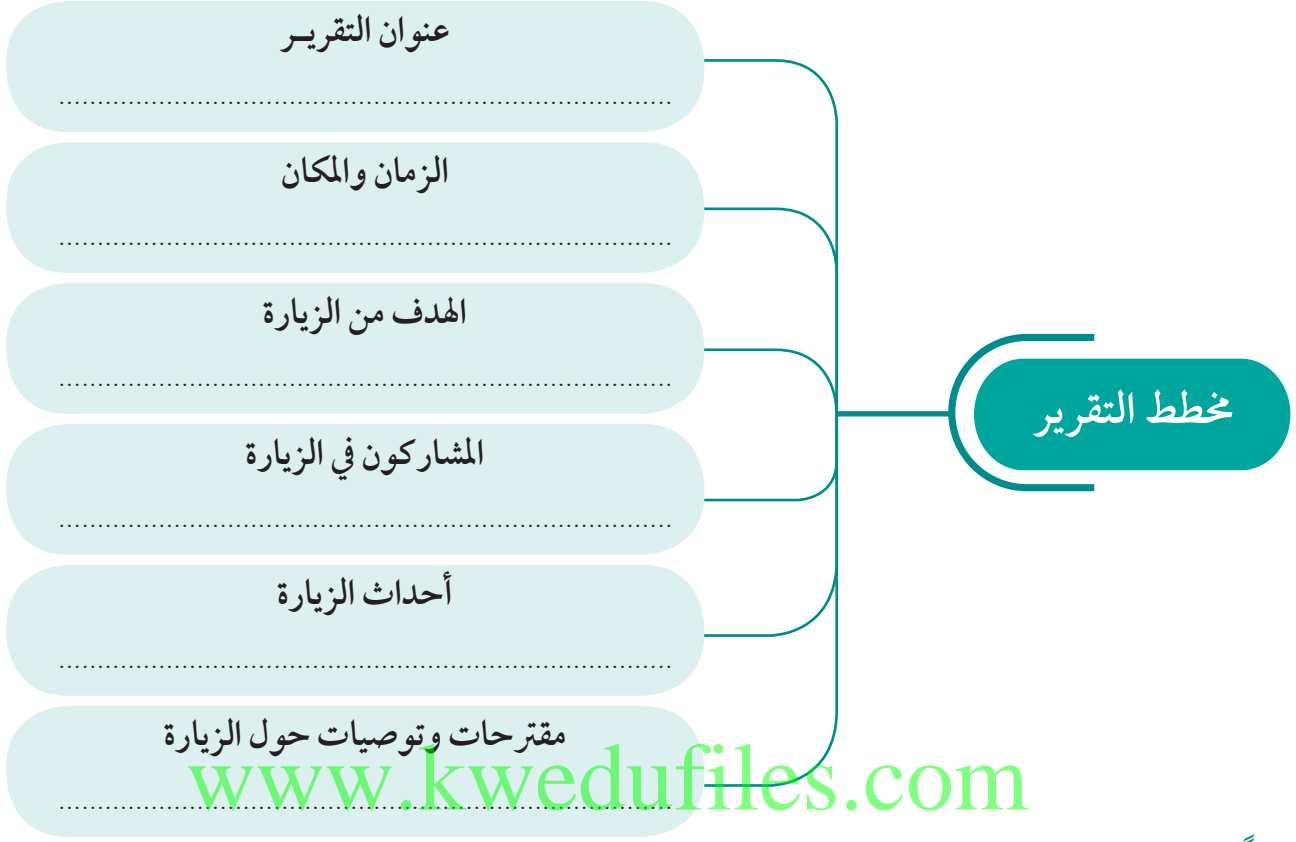 مخطط التقرير
عنوان التقريـر
................................................................................
الزمان والمكان
................................................................................
الهدف من الزيارة
................................................................................
المشاركون في الزيارة
................................................................................
أحداث الزيارة
................................................................................
مقترحات وتوصيات حول الزيارة
................................................................................
www.kwedufiles.com